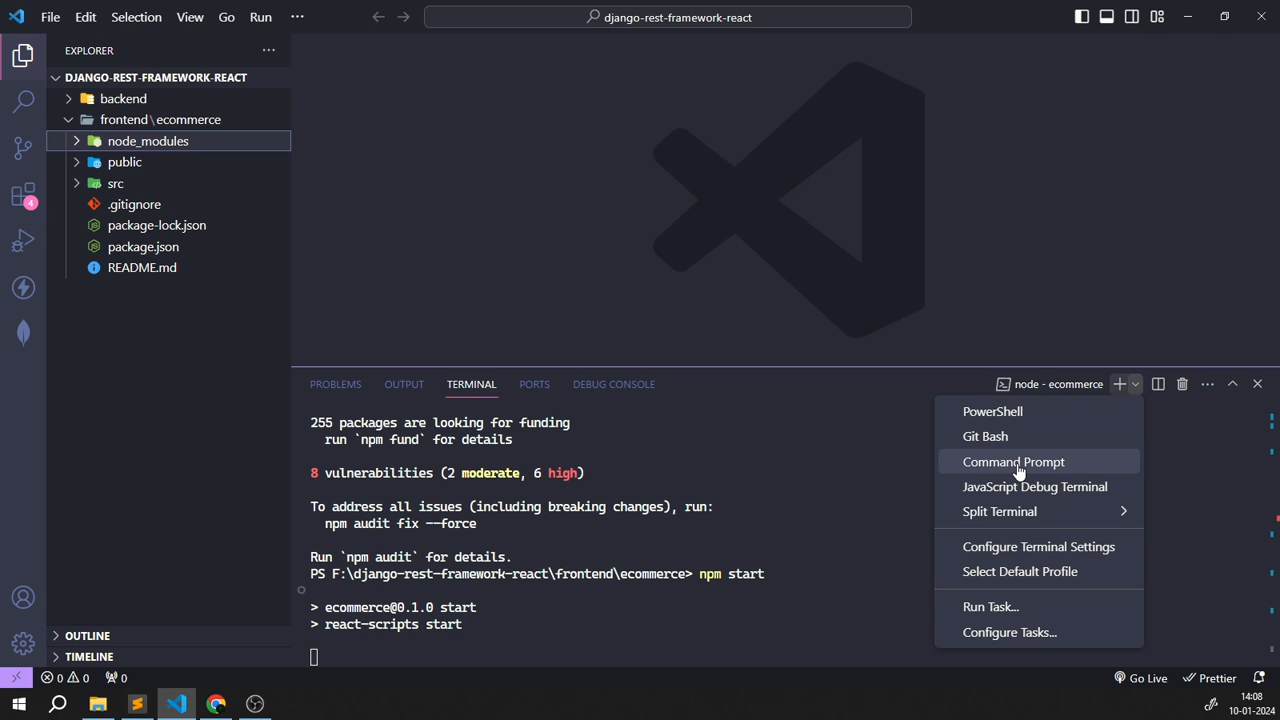 File Edit Selection View Go Run ···
django-rest-framework-react
EXPLORER ···
DJANGO-REST-FRAMEWORK-REACT
backend
frontend\ecommerce
node_modules
public
src
.gitignore
package-lock.json
package.json
README.md
OUTLINE
TIMELINE
4
PROBLEMS OUTPUT TERMINAL PORTS DEBUG CONSOLE
node - ecommerce
255 packages are looking for funding
run `npm fund` for details
8 vulnerabilities (2 moderate, 6 high)
To address all issues (including breaking changes), run:
npm audit fix --force
Run `npm audit` for details.
PS F:\django-rest-framework-react\frontend\ecommerce> npm start
> ecommerce@0.1.0 start
> react-scripts start
PowerShell
Git Bash
Command Prompt
JavaScript Debug Terminal
Split Terminal
Configure Terminal Settings
Select Default Profile
Run Task...
Configure Tasks...
0 0 0
Go Live Prettier
14:08
10-01-2024